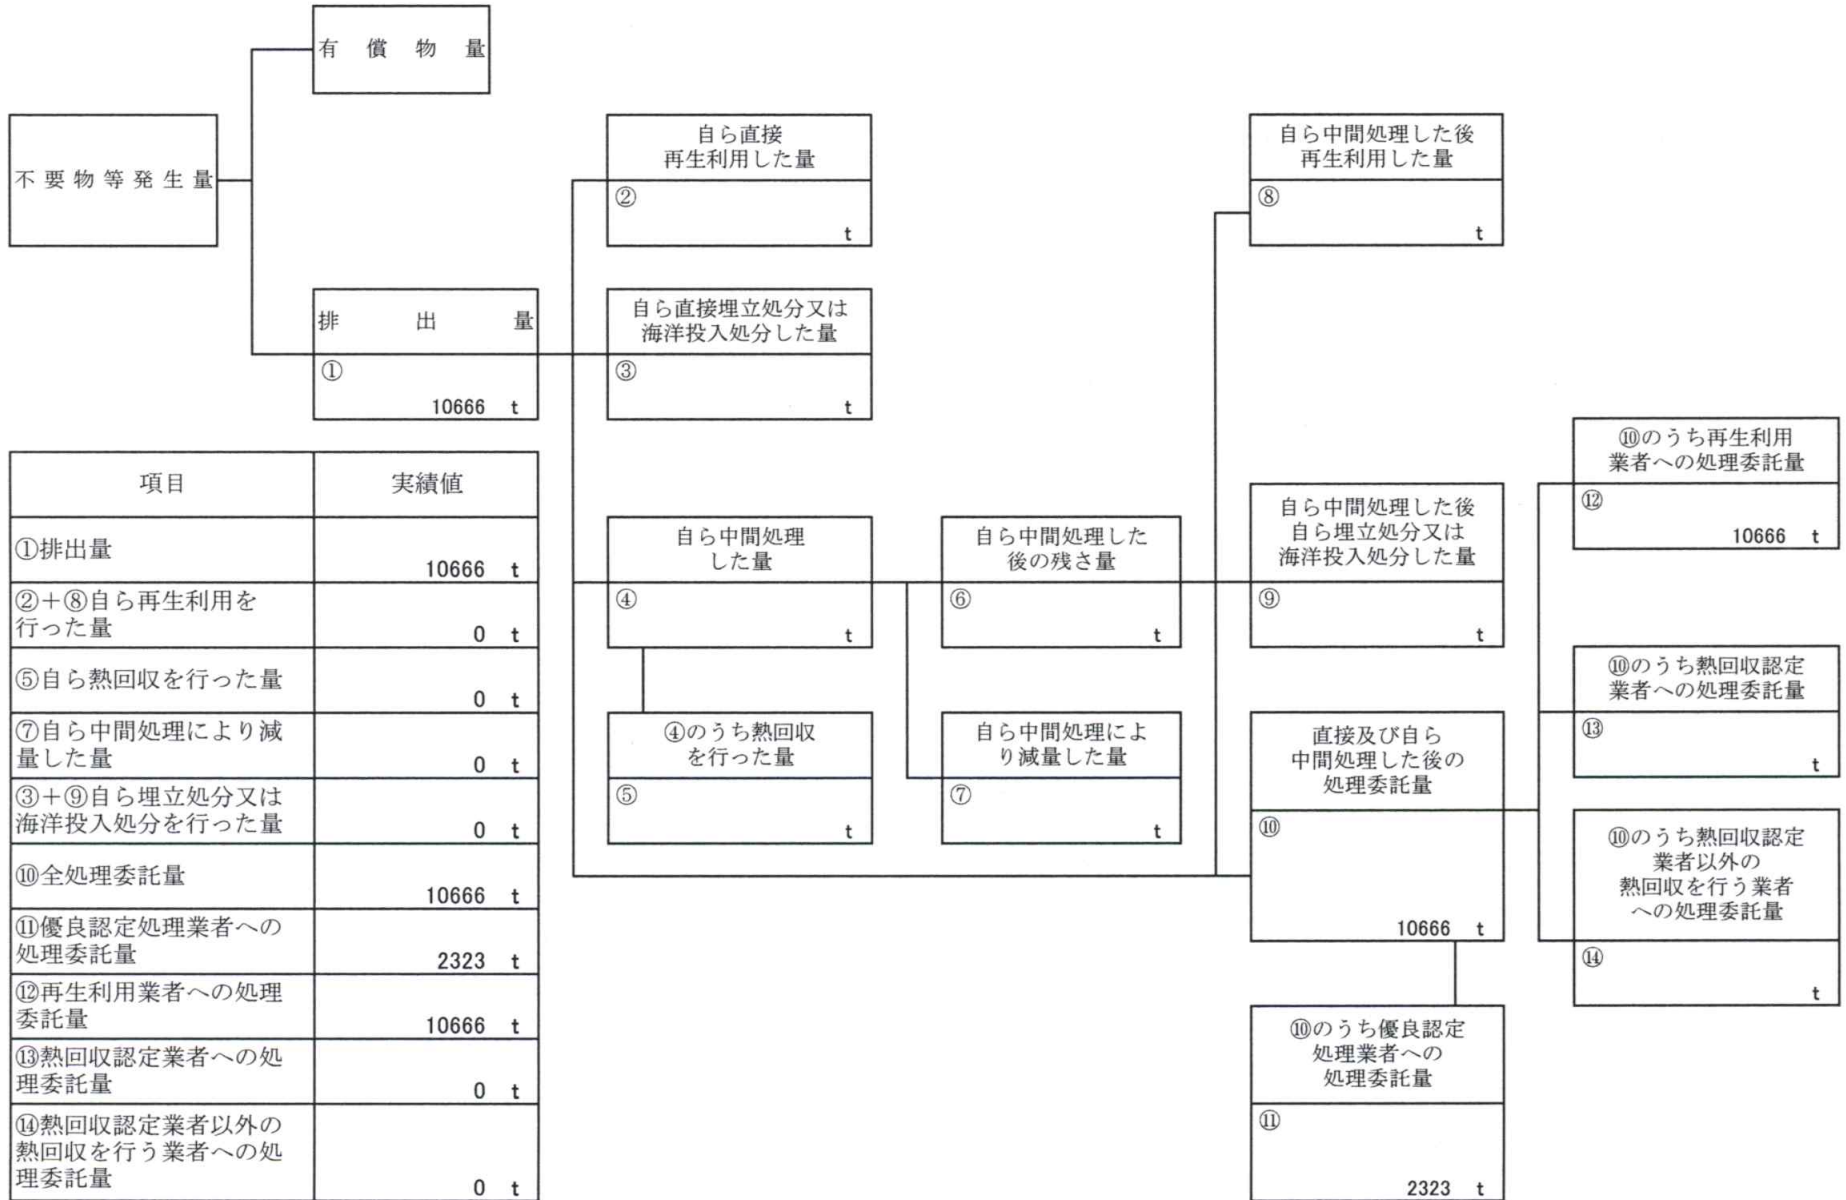 有償物量
不要物等発生量
自ら直接
再生利用した量
②
t
自ら中間処理した後
再生利用した量
⑧
t
排出量
①
10666 t
自ら直接埋立処分又は
海洋投入処分した量
③
t
項目 実績値
①排出量
10666 t
②+⑧自ら再生利用を
行った量
0 t
⑤自ら熱回収を行った量
0 t
⑦自ら中間処理により減
量した量
0 t
③+⑨自ら埋立処分又は
海洋投入処分を行った量
0 t
⑩全処理委託量
10666 t
⑪優良認定処理業者への
処理委託量
2323 t
⑫再生利用業者への処理
委託量
10666 t
⑬熱回収認定業者への処
理委託量
0 t
⑭熱回収認定業者以外の
熱回収を行う業者への処
理委託量
0 t
自ら中間処理
した量
④
t
自ら中間処理した
後の残さ量
⑥
t
自ら中間処理した後
自ら埋立処分又は
海洋投入処分した量
⑨
t
④のうち熱回収
を行った量
⑤
t
自ら中間処理によ
り減量した量
⑦
t
直接及び自ら
中間処理した後の
処理委託量
⑩
10666 t
⑩のうち優良認定
処理業者への
処理委託量
⑪
2323 t
⑩のうち再生利用
業者への処理委託量
⑫
10666 t
⑩のうち熱回収認定
業者への処理委託量
⑬
t
⑩のうち熱回収認定
業者以外の
熱回収を行う業者
への処理委託量
⑭
t